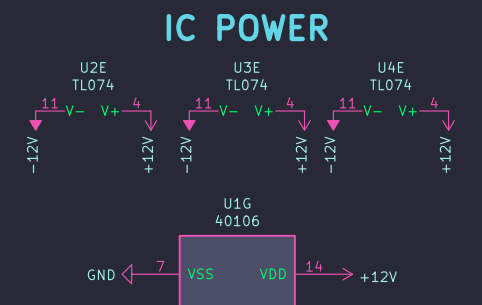 IC POWER
U2E U3E U4E
TL074 TL074 TL074
11 V- V+ 4 11 V- V+ 4 11 V- V+ 4
-12V +12V -12V +12V -12V +12V
U1G
40106
GND 7 VSS VDD 14 +12V